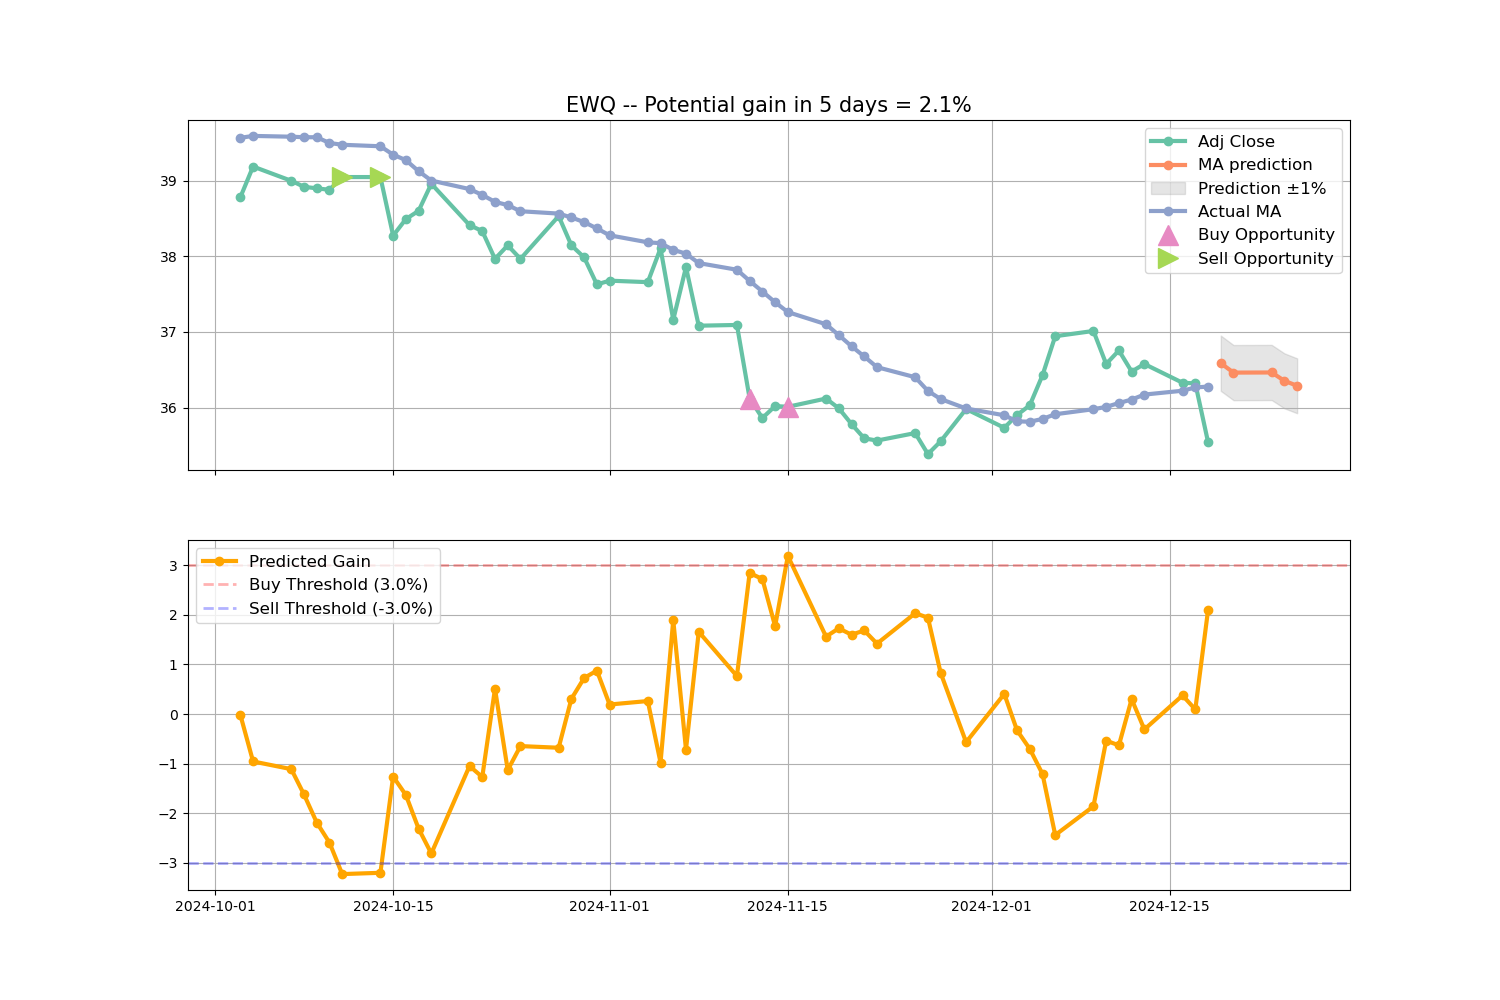 EWQ -- Potential gain in 5 days = 2.1%
39
38
37
36
Adj Close
MA prediction
Prediction ±1%
Actual MA
Buy Opportunity
Sell Opportunity
3
2
1
0
−1
−2
−3
Predicted Gain
Buy Threshold (3.0%)
Sell Threshold (-3.0%)
2024-10-01
2024-10-15
2024-11-01
2024-11-15
2024-12-01
2024-12-15